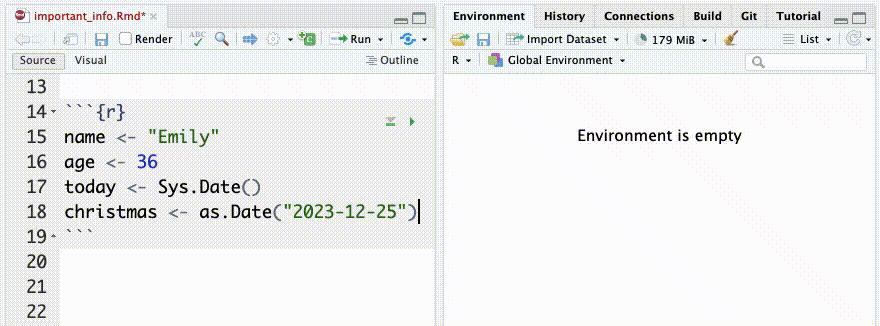 important_info.Rmd*
Render
ABC
Run
Source Visual
Outline
13
14 ```{r}
15 name <- "Emily"
16 age <- 36
17 today <- Sys.Date()
18 christmas <- as.Date("2023-12-25")
19 ```
20
21
22
Environment History Connections Build Git Tutorial
Import Dataset 179 MiB List
R Global Environment
Environment is empty